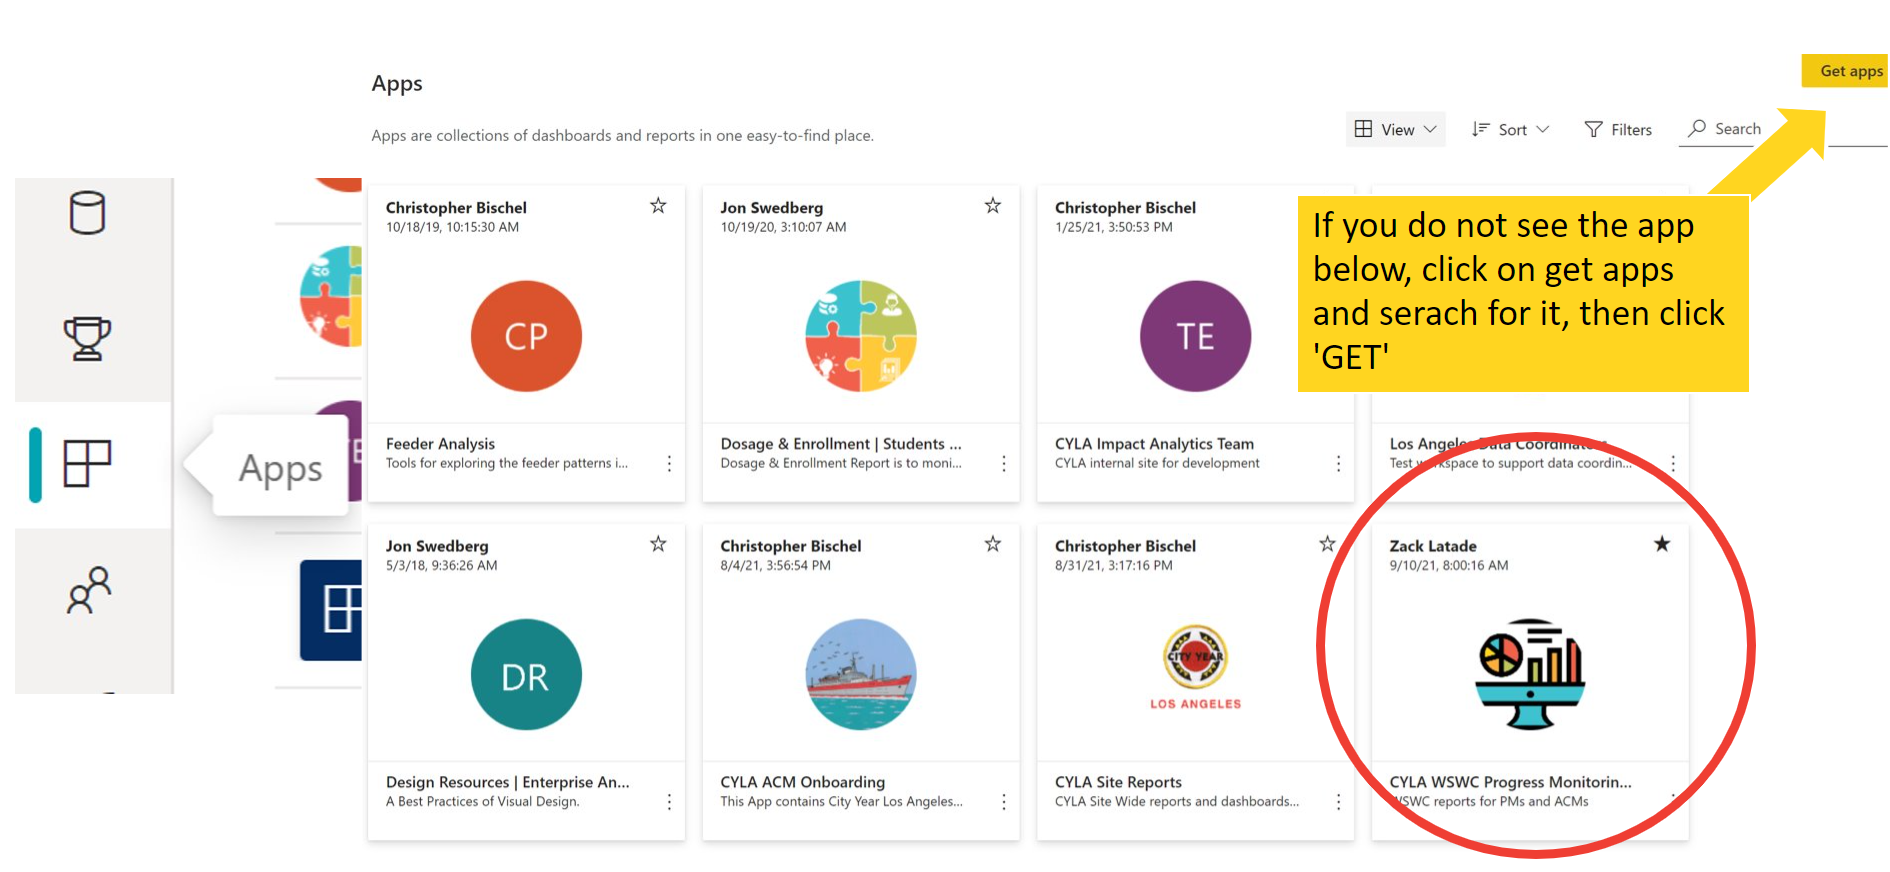 Get apps
Apps
Apps are collections of dashboards and reports in one easy-to-find place.
View
Sort
Filters
Search
If you do not see the app
below, click on get apps
and serach for it, then click
'GET'
Apps
Christopher Bischel
10/18/19, 10:15:30 AM
CP
Feeder Analysis
Tools for exploring the feeder patterns i...
Jon Swedberg
10/19/20, 3:10:07 AM
Dosage & Enrollment | Students ...
Dosage & Enrollment Report is to moni...
Christopher Bischel
1/25/21, 3:50:53 PM
TE
CYLA Impact Analytics Team
CYLA internal site for development
Los Angeles Data Coordinators
Test workspace to support data coordin...
Jon Swedberg
5/3/18, 9:36:26 AM
DR
Design Resources | Enterprise An...
A Best Practices of Visual Design.
Christopher Bischel
8/4/21, 3:56:54 PM
CYLA ACM Onboarding
This App contains City Year Los Angeles...
Christopher Bischel
8/31/21, 3:17:16 PM
CITY YEAR
LOS ANGELES
CYLA Site Reports
CYLA Site Wide reports and dashboards...
Zack Latade
9/10/21, 8:00:16 AM
CYLA WSWC Progress Monitorin...
WSWC reports for PMs and ACMs